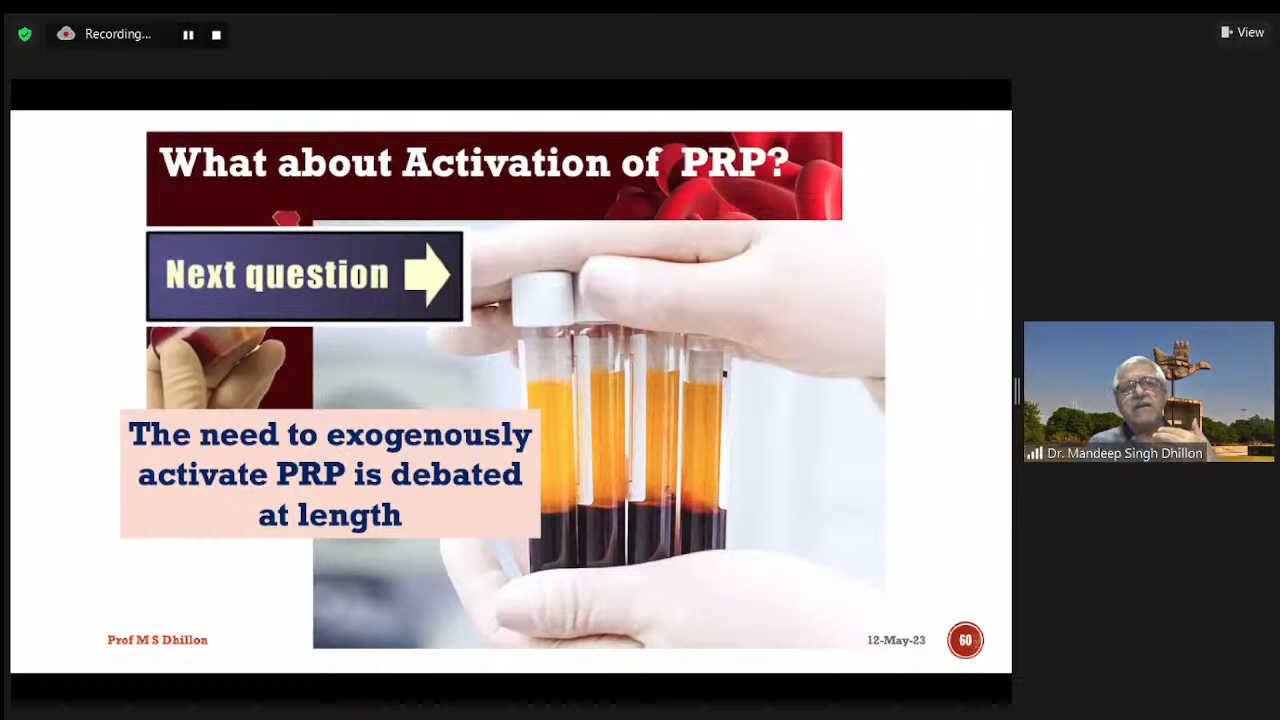 Recording...
View
What about Activation of PRP?
Next question
The need to exogenously
activate PRP is debated
at length
Dr. Mandeep Singh Dhillon
Prof M S Dhillon
12-May-23
60